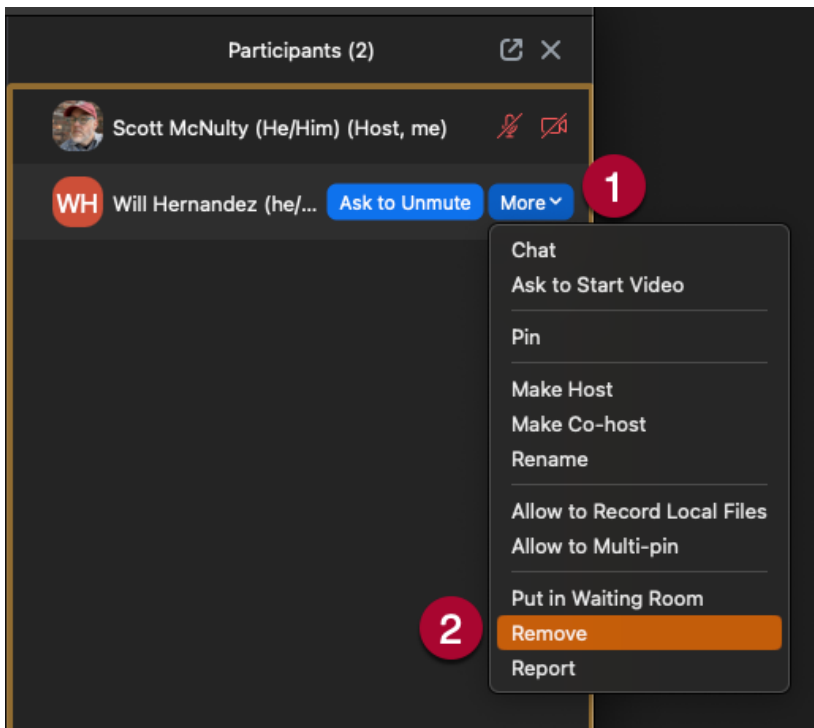 Participants (2)
Scott McNulty (He/Him) (Host, me)
WH Will Hernandez (he/... Ask to Unmute More 1
Chat
Ask to Start Video
Pin
Make Host
Make Co-host
Rename
Allow to Record Local Files
Allow to Multi-pin
Put in Waiting Room
2 Remove
Report